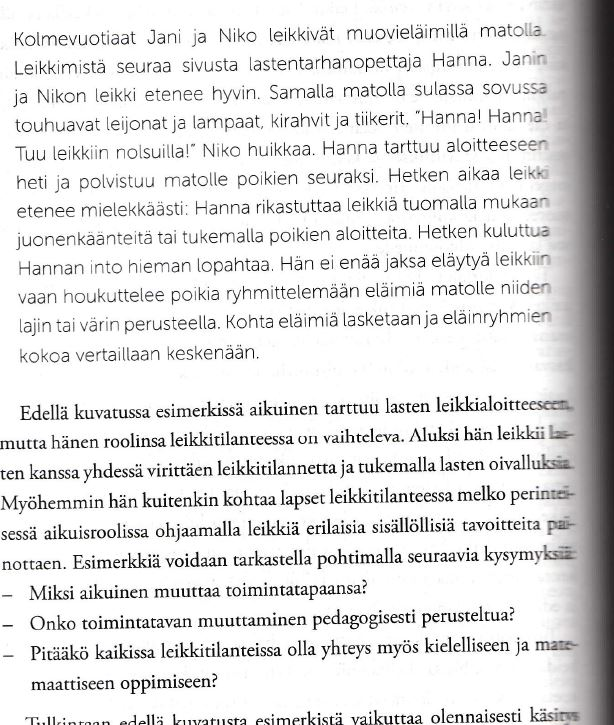 Kolmevuotiaat Jani ja Niko leikkivät muovieläimillä matolla.
Leikkimistä seuraa sivusta lastentarhanopettaja Hanna. Janin
ja Nikon leikki etenee hyvin. Samalla matolla sulassa sovussa
touhuavat leijonat ja lampaat, kirahvit ja tiikerit. ”Hanna! Hanna!
Tuu leikkiin nolsuilla!” Niko huikkaa. Hanna tarttuu aloitteeseen
heti ja polvistuu matolle poikien seuraksi. Hetken aikaa leikki
etenee mielekkäästi: Hanna rikastuttaa leikkiä tuomalla mukaan
juonenkäänteitä tai tukemalla poikien aloitteita. Hetken kuluttua
Hannan into hieman lopahtaa. Hän ei enää jaksa eläytyä leikkiin
vaan houkuttelee poikia ryhmittelemään eläimiä matolle niiden
lajin tai värin perusteella. Kohta eläimiä lasketaan ja eläinryhmien
kokoa vertaillaan keskenään.
Edellä kuvatussa esimerkissä aikuinen tarttuu lasten leikkialoitteeseen,
mutta hänen roolinsa leikkitilanteessa on vaihteleva. Aluksi hän leikkii las-
ten kanssa yhdessä virittäen leikkitilannetta ja tukemalla lasten oivalluksia.
Myöhemmin hän kuitenkin kohtaa lapset leikkitilanteessa melko perintei-
sessä aikuisroolissa ohjaamalla leikkiä erilaisia sisällöllisiä tavoitteita pai-
nottaen. Esimerkkiä voidaan tarkastella pohtimalla seuraavia kysymyksiä:
– Miksi aikuinen muuttaa toimintatapaansa?
– Onko toimintatavan muuttaminen pedagogisesti perusteltua?
– Pitääkö kaikissa leikkitilanteissa olla yhteys myös kielelliseen ja mate-
maattiseen oppimiseen?
Tulkintaan edellä kuvatusta esimerkistä vaikuttaa olennaisesti käsitys